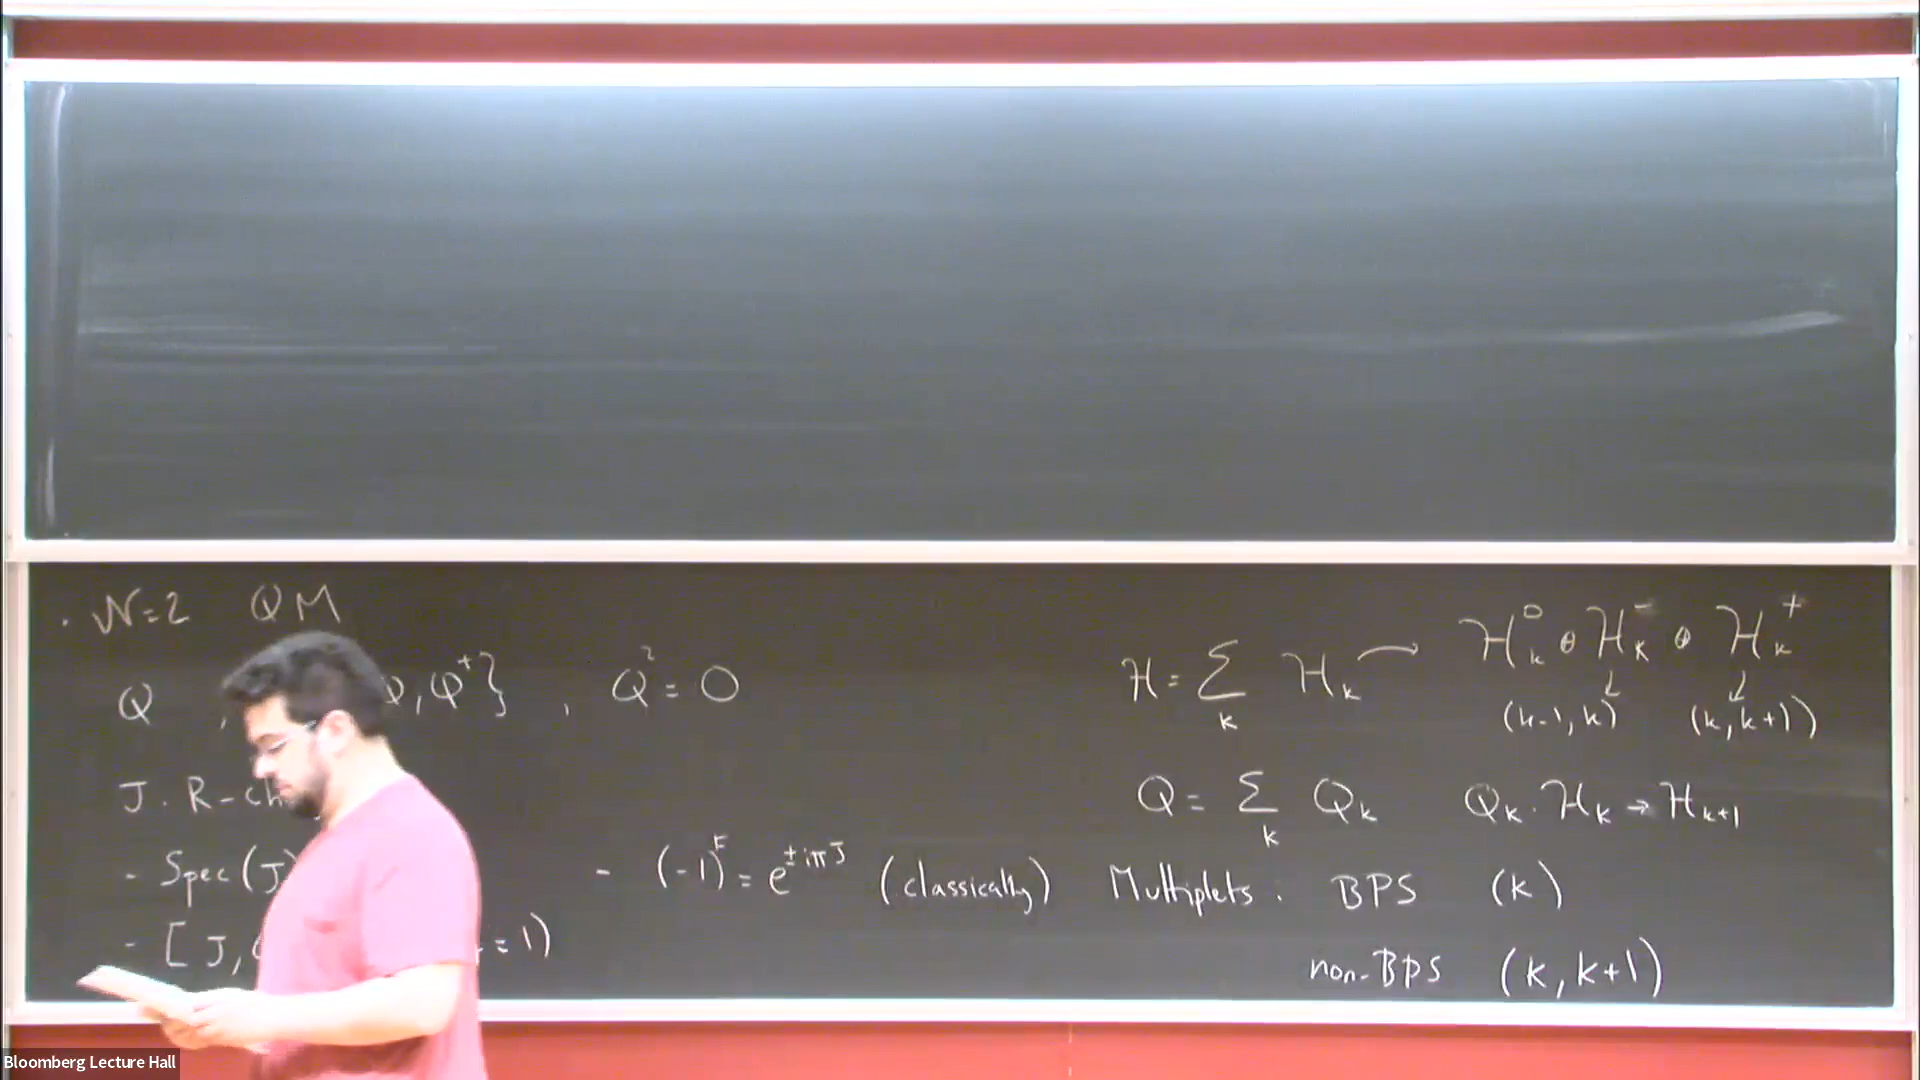 · N=2 QM
Q , Q, Q†} , Q² = 0
J. R-ch
- Spec(J)
- [J, = 1)
- (-1)^F = e^{±iπJ} (classically)
H = Σ_k H_k → H_k^0 ⊕ H_k^- ⊕ H_k^+
(k-1, k) (k, k+1)
Q = Σ_k Q_k Q_k : H_k → H_{k+1}
Multiplets : BPS (k)
non-BPS (k, k+1)
Bloomberg Lecture Hall